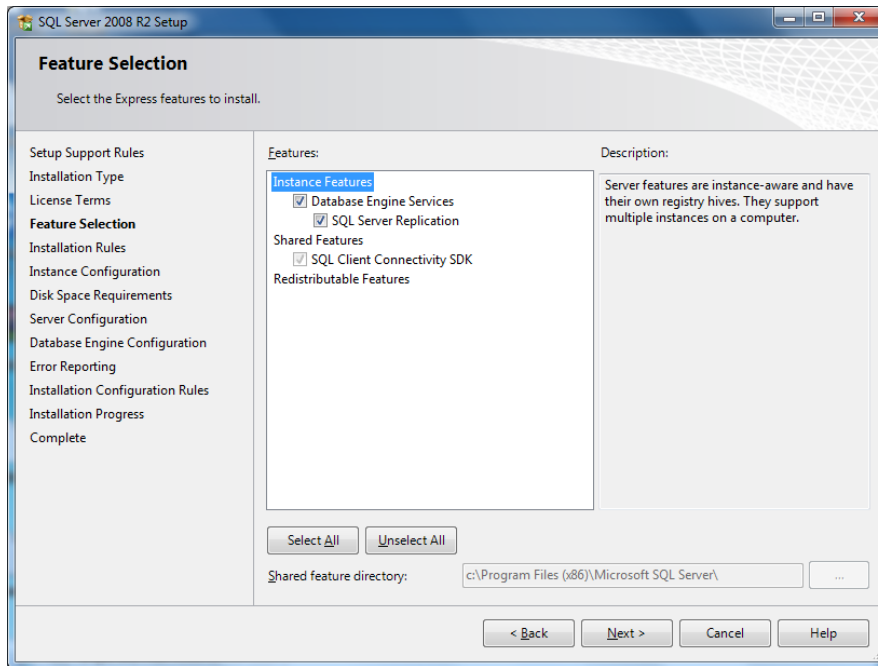 SQL Server 2008 R2 Setup
Feature Selection
Select the Express features to install.
Setup Support Rules
Installation Type
License Terms
Feature Selection
Installation Rules
Instance Configuration
Disk Space Requirements
Server Configuration
Database Engine Configuration
Error Reporting
Installation Configuration Rules
Installation Progress
Complete
Features:
Instance Features
Database Engine Services
SQL Server Replication
Shared Features
SQL Client Connectivity SDK
Redistributable Features
Description:
Server features are instance-aware and have
their own registry hives. They support
multiple instances on a computer.
Select All
Unselect All
Shared feature directory:
c:\Program Files (x86)\Microsoft SQL Server\
...
< Back
Next >
Cancel
Help